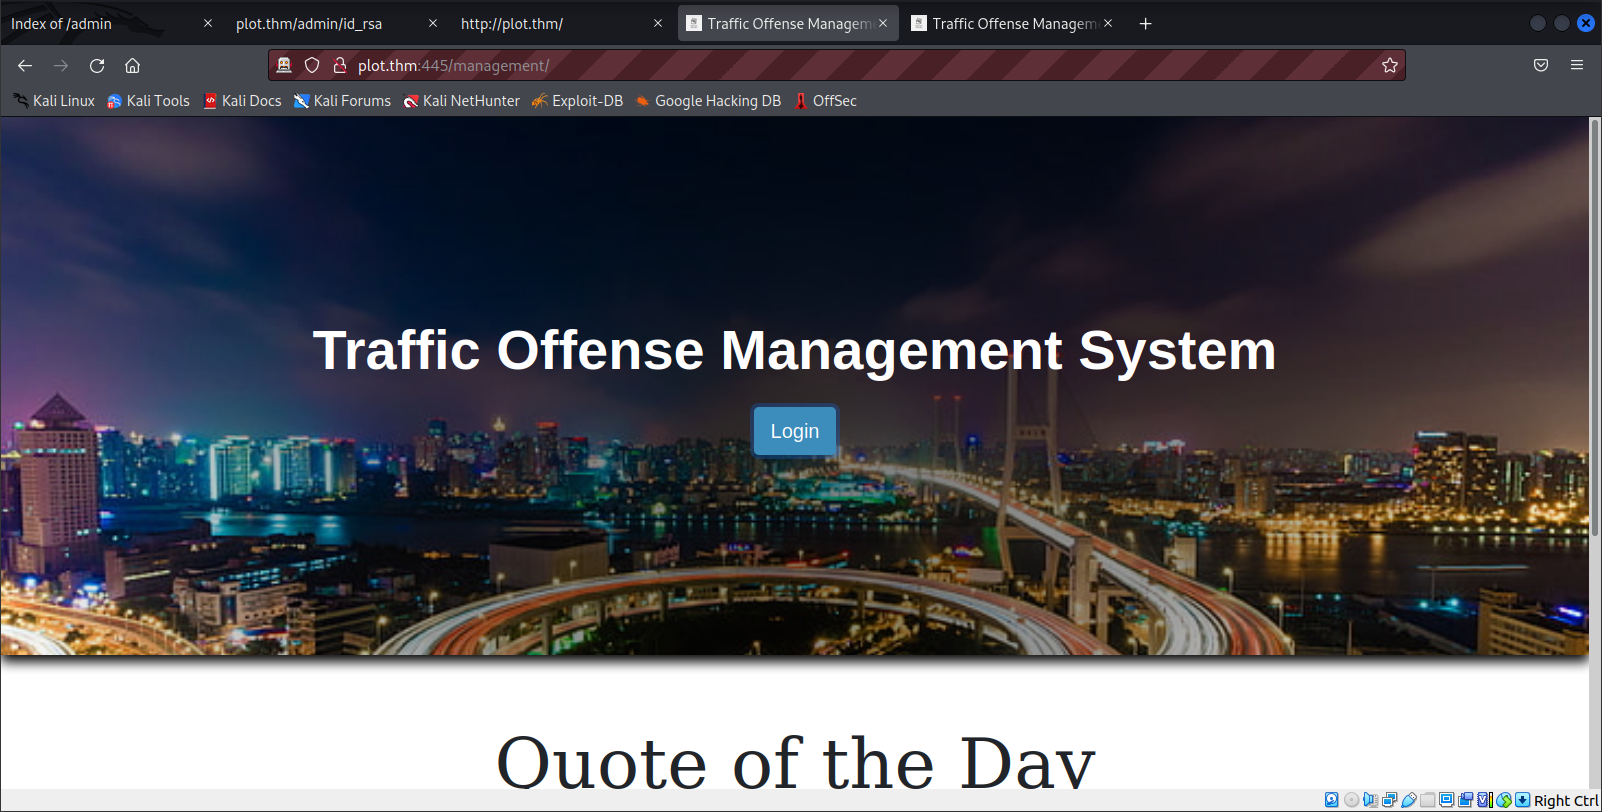 Index of /admin
plot.thm/admin/id_rsa
http://plot.thm/
Traffic Offense Managem
Traffic Offense Managem
plot.thm:445/management/
Kali Linux
Kali Tools
Kali Docs
Kali Forums
Kali NetHunter
Exploit-DB
Google Hacking DB
OffSec
Traffic Offense Management System
Login
Quote of the Day
Right Ctrl